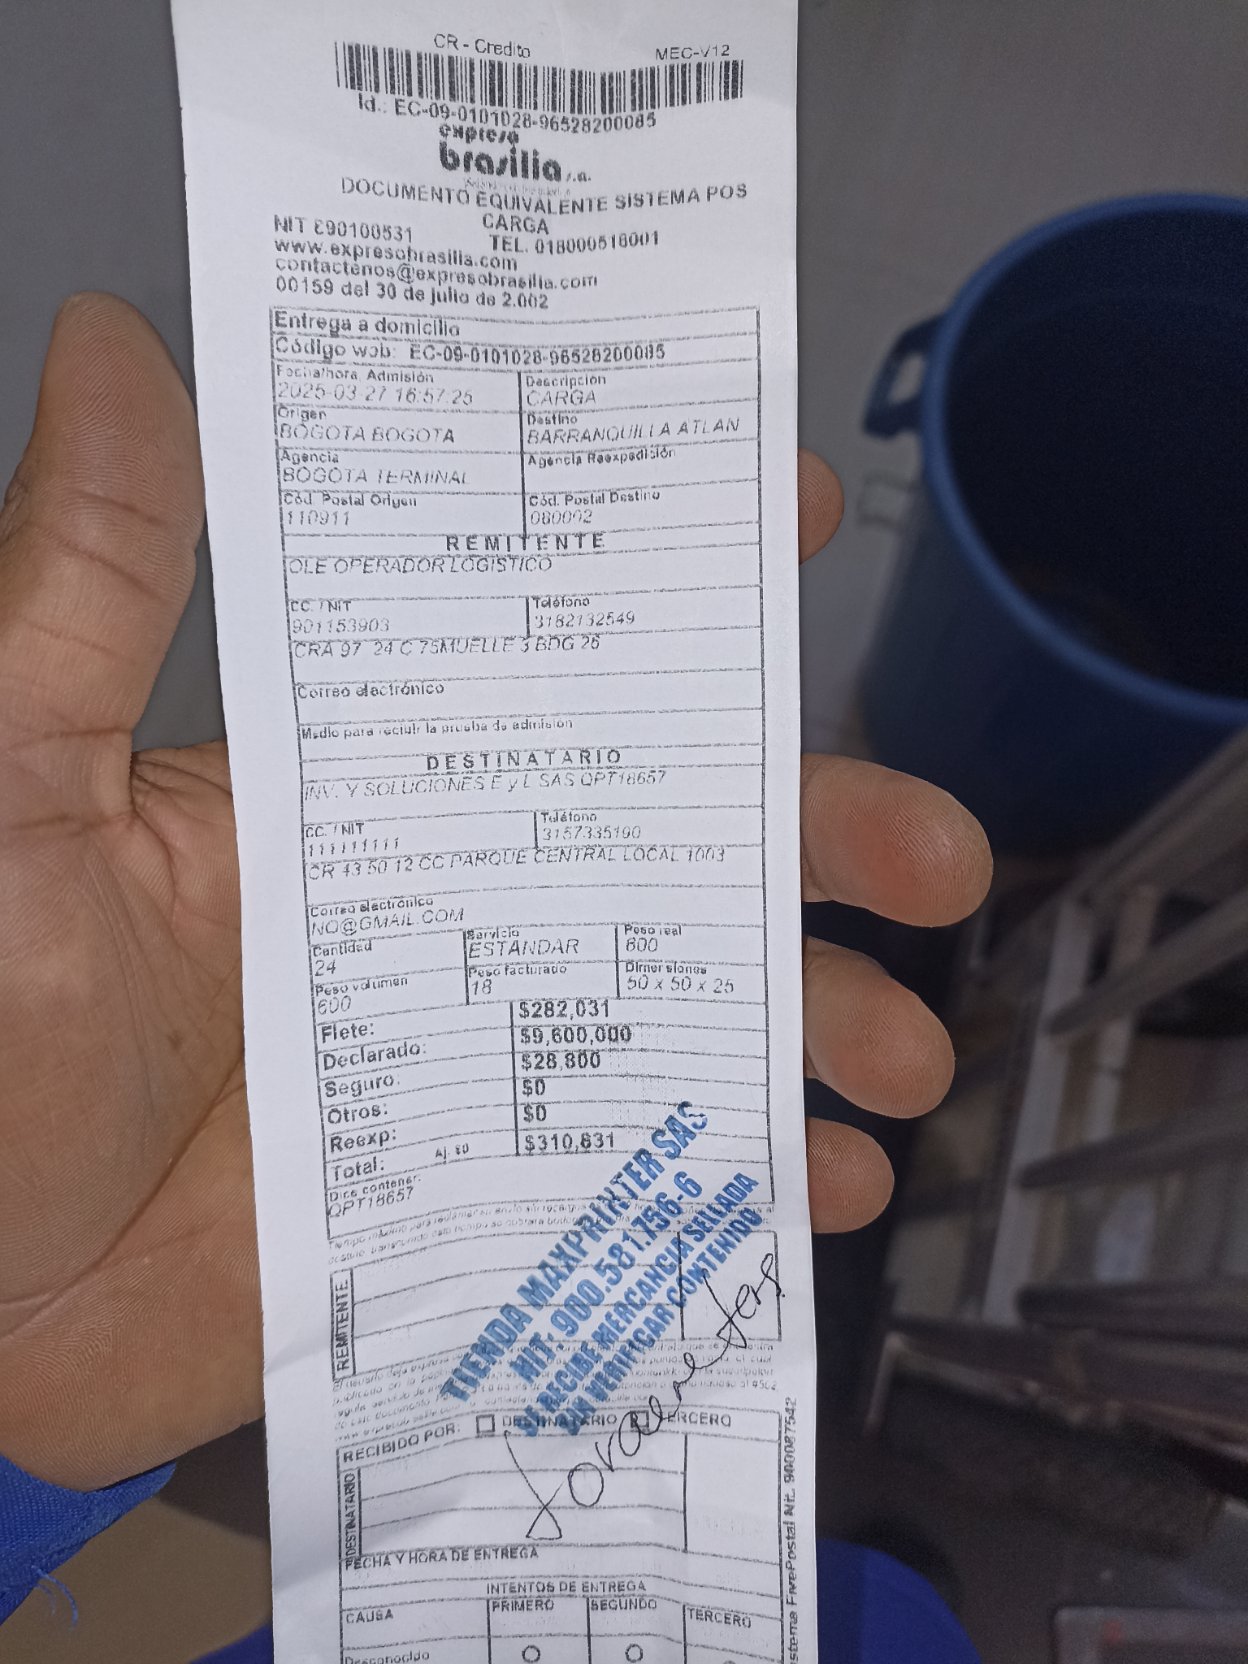 CR - Credito MEC-V12
Id.: EC-09-0101028-96528200085
expreso
brasilia s.a.
DOCUMENTO EQUIVALENTE SISTEMA POS
CARGA
NIT 890100531 TEL. 018000518001
www.expresobrasilia.com
contactenos@expresobrasilia.com
00159 del 30 de julio de 2.002
Entrega a domicilio
Código web: EC-09-0101028-96528200085
Fecha/hora Admisión Descripción
2025-03-27 16:57:25 CARGA
Origen Destino
BOGOTA BOGOTA BARRANQUILLA ATLAN
Agencia Agencia Reexpedición
BOGOTA TERMINAL
Cód. Postal Origen Cód. Postal Destino
110911 080002
REMITENTE
OLE OPERADOR LOGISTICO
CC. / NIT Teléfono
901153903 3182132549
CRA 97 24 C 75MUELLE 3 BDG 26
Correo electrónico
Medio para recibir la prueba de admisión
DESTINATARIO
INV. Y SOLUCIONES E y L SAS QPT18657
CC. / NIT Teléfono
111111111 3157335190
CR 43 50 12 CC PARQUE CENTRAL LOCAL 1003
Correo electrónico
NO@GMAIL.COM
Cantidad Servicio Peso real
24 ESTANDAR 600
Peso volumen Peso facturado Dimensiones
600 18 50 x 50 x 25
Flete: $282,031
Declarado: $9,600,000
Seguro: $28,800
Otros: $0
Reexp: $0
Total: Aj. $0 $310,831
Dice contener:
QPT18657
TIENDA MAXPRINTER SAS
NIT. 900.581.756-6
SE RECIBE MERCANCIA SELLADA
SIN VERIFICAR CONTENIDO
REMITENTE
RECIBIDO POR: DESTINATARIO TERCERO
DESTINATARIO
FECHA Y HORA DE ENTREGA
INTENTOS DE ENTREGA
CAUSA PRIMERO SEGUNDO TERCERO
Desconocido
Sistema FivePostal Nit. 900087542